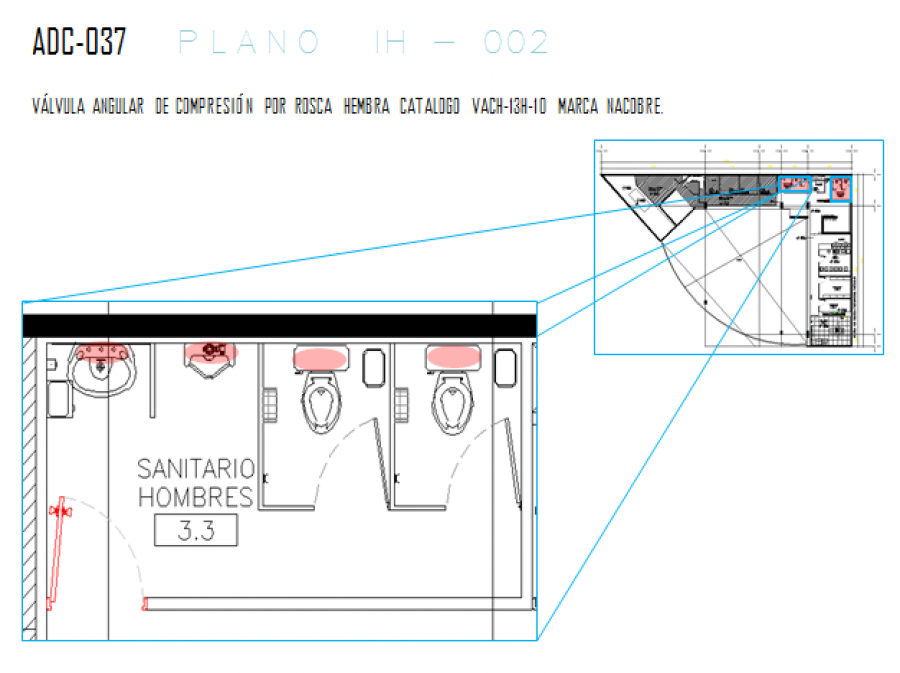 ADC-037 PLANO IH - 002
VÁLVULA ANGULAR DE COMPRESIÓN POR ROSCA HEMBRA CATALOGO VACH-13H-10 MARCA NACOBRE.
SANITARIO
HOMBRES
3.3